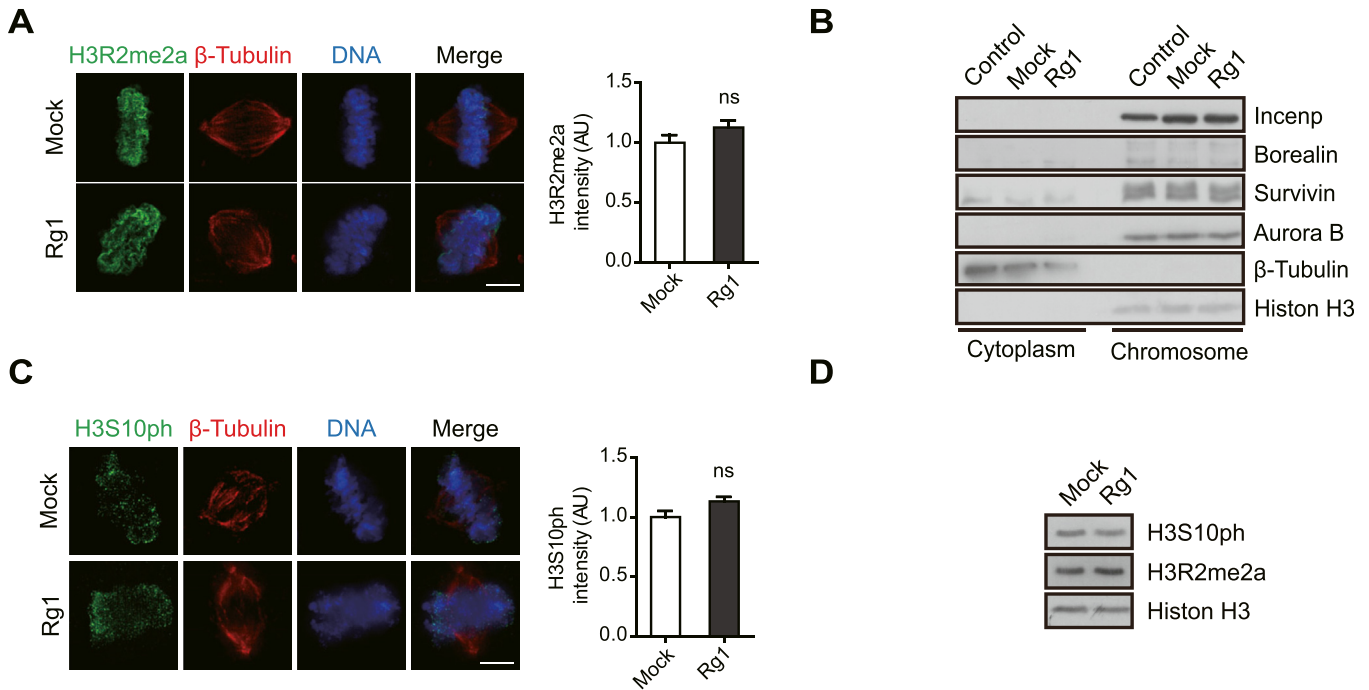 A
H3R2me2a β-Tubulin DNA Merge
Mock
Rg1
H3R2me2a
intensity (AU)
1.5
1.0
0.5
0.0
ns
Mock
Rg1
B
Control
Mock
Rg1
Control
Mock
Rg1
Incenp
Borealin
Survivin
Aurora B
β-Tubulin
Histon H3
Cytoplasm
Chromosome
C
H3S10ph β-Tubulin DNA Merge
Mock
Rg1
H3S10ph
intensity (AU)
1.5
1.0
0.5
0.0
ns
Mock
Rg1
D
Mock
Rg1
H3S10ph
H3R2me2a
Histon H3